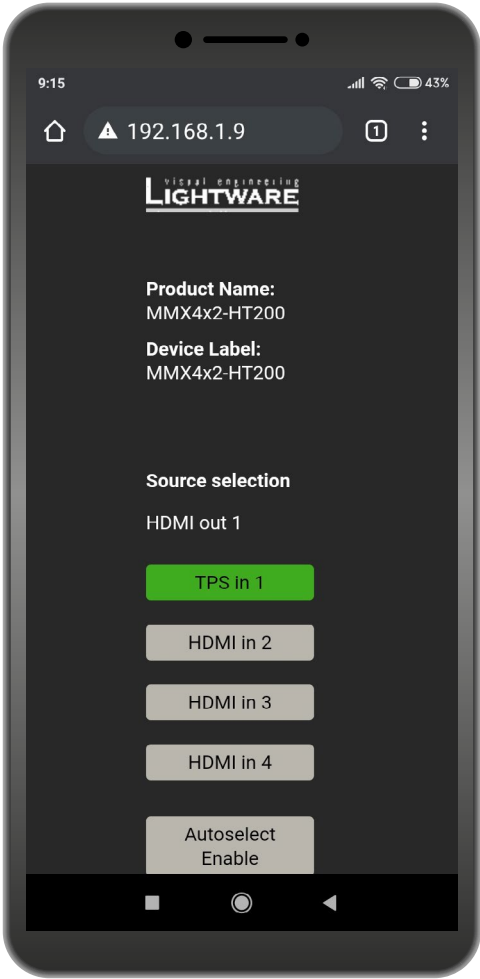 9:15
43%
192.168.1.9
1
visual engineering
LIGHTWARE
Product Name:
MMX4x2-HT200
Device Label:
MMX4x2-HT200
Source selection
HDMI out 1
TPS in 1
HDMI in 2
HDMI in 3
HDMI in 4
Autoselect
Enable